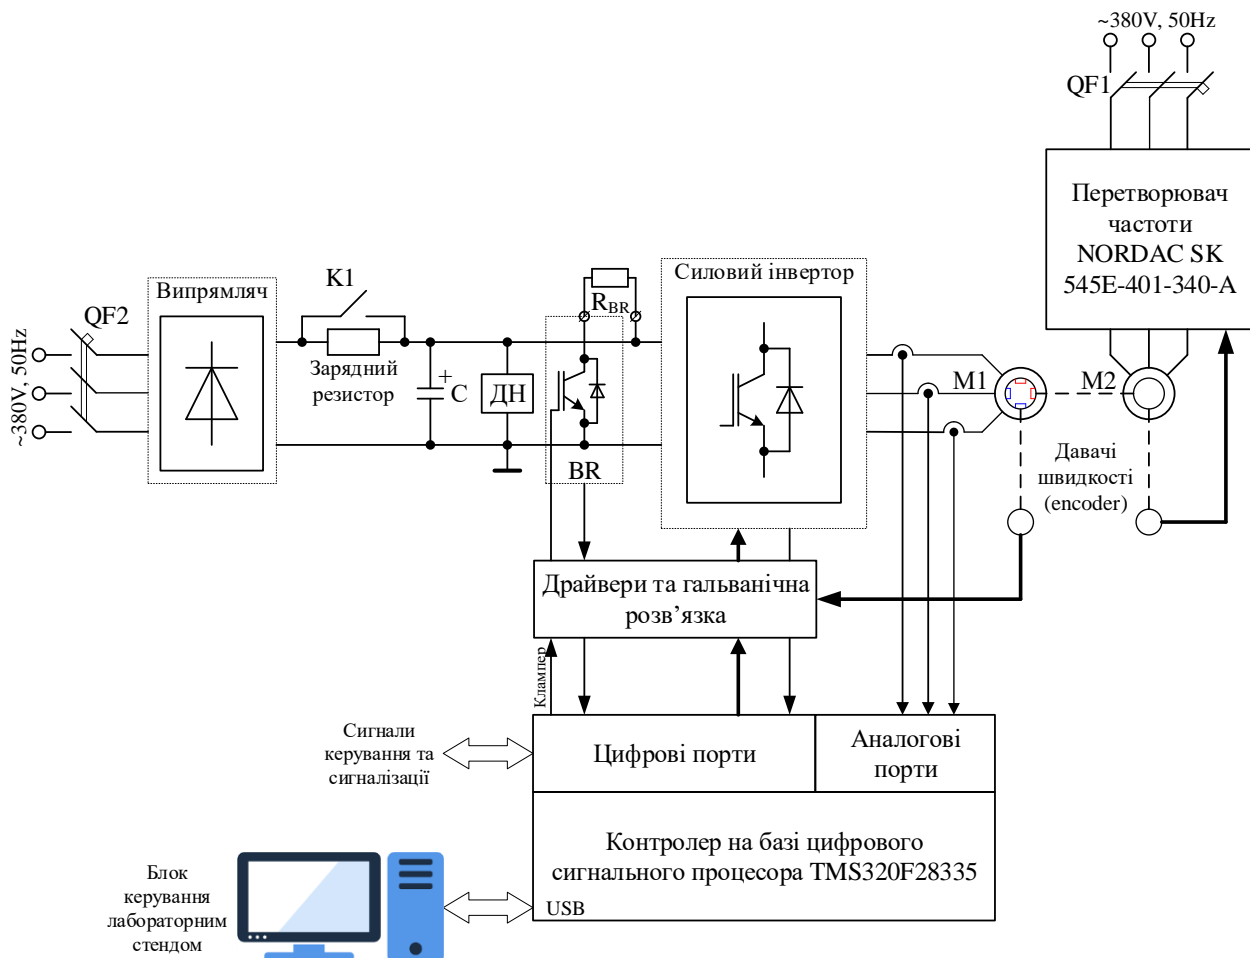 ~380V, 50Hz
QF1
Перетворювач
частоти
NORDAC SK
545E-401-340-A
Силовий інвертор
Випрямляч
K1
R_BR
QF2
~380V, 50Hz
Зарядний
резистор
+
C
ДН
BR
M1
M2
Давачі
швидкості
(encoder)
Драйвери та гальванічна
розв’язка
Клампер
Сигнали
керування та
сигналізації
Цифрові порти
Аналогові
порти
Контролер на базі цифрового
сигнального процесора TMS320F28335
USB
Блок
керування
лабораторним
стендом